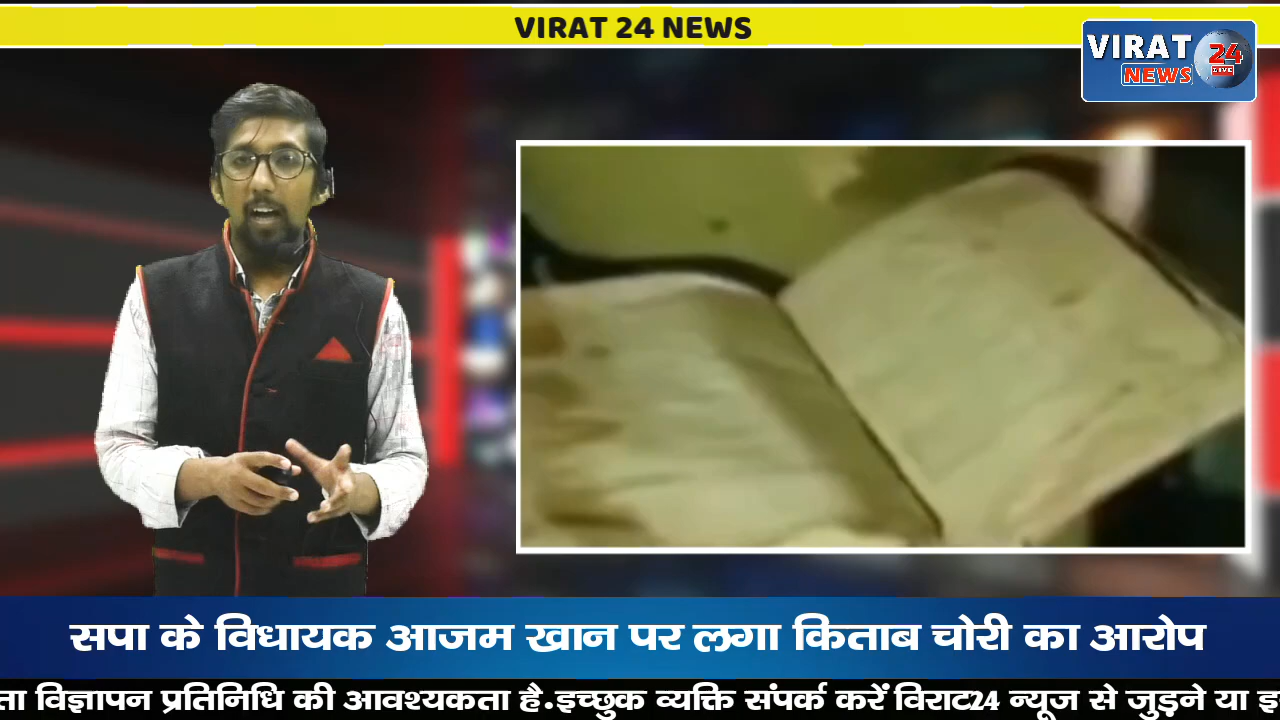 VIRAT 24 NEWS
VIRAT
24
NEWS
LIVE
सपा के विधायक आजम खान पर लगा किताब चोरी का आरोप
विज्ञापन प्रतिनिधि की आवश्यकता है.इच्छुक व्यक्ति संपर्क करें विराट24 न्यूज से जुड़ने या